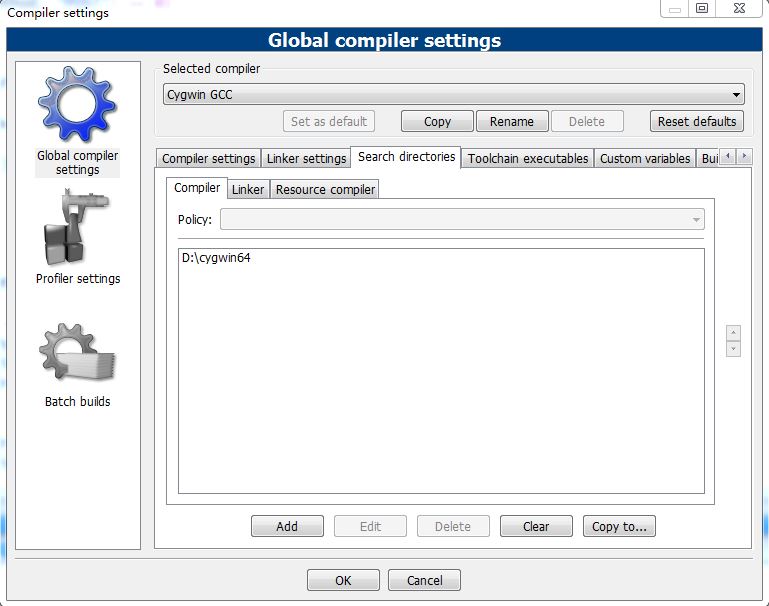 Compiler settings
Global compiler settings
Global compiler
settings
Profiler settings
Batch builds
Selected compiler
Cygwin GCC
Set as default Copy Rename Delete Reset defaults
Compiler settings Linker settings Search directories Toolchain executables Custom variables Bui
Compiler Linker Resource compiler
Policy:
D:\cygwin64
Add Edit Delete Clear Copy to...
OK Cancel